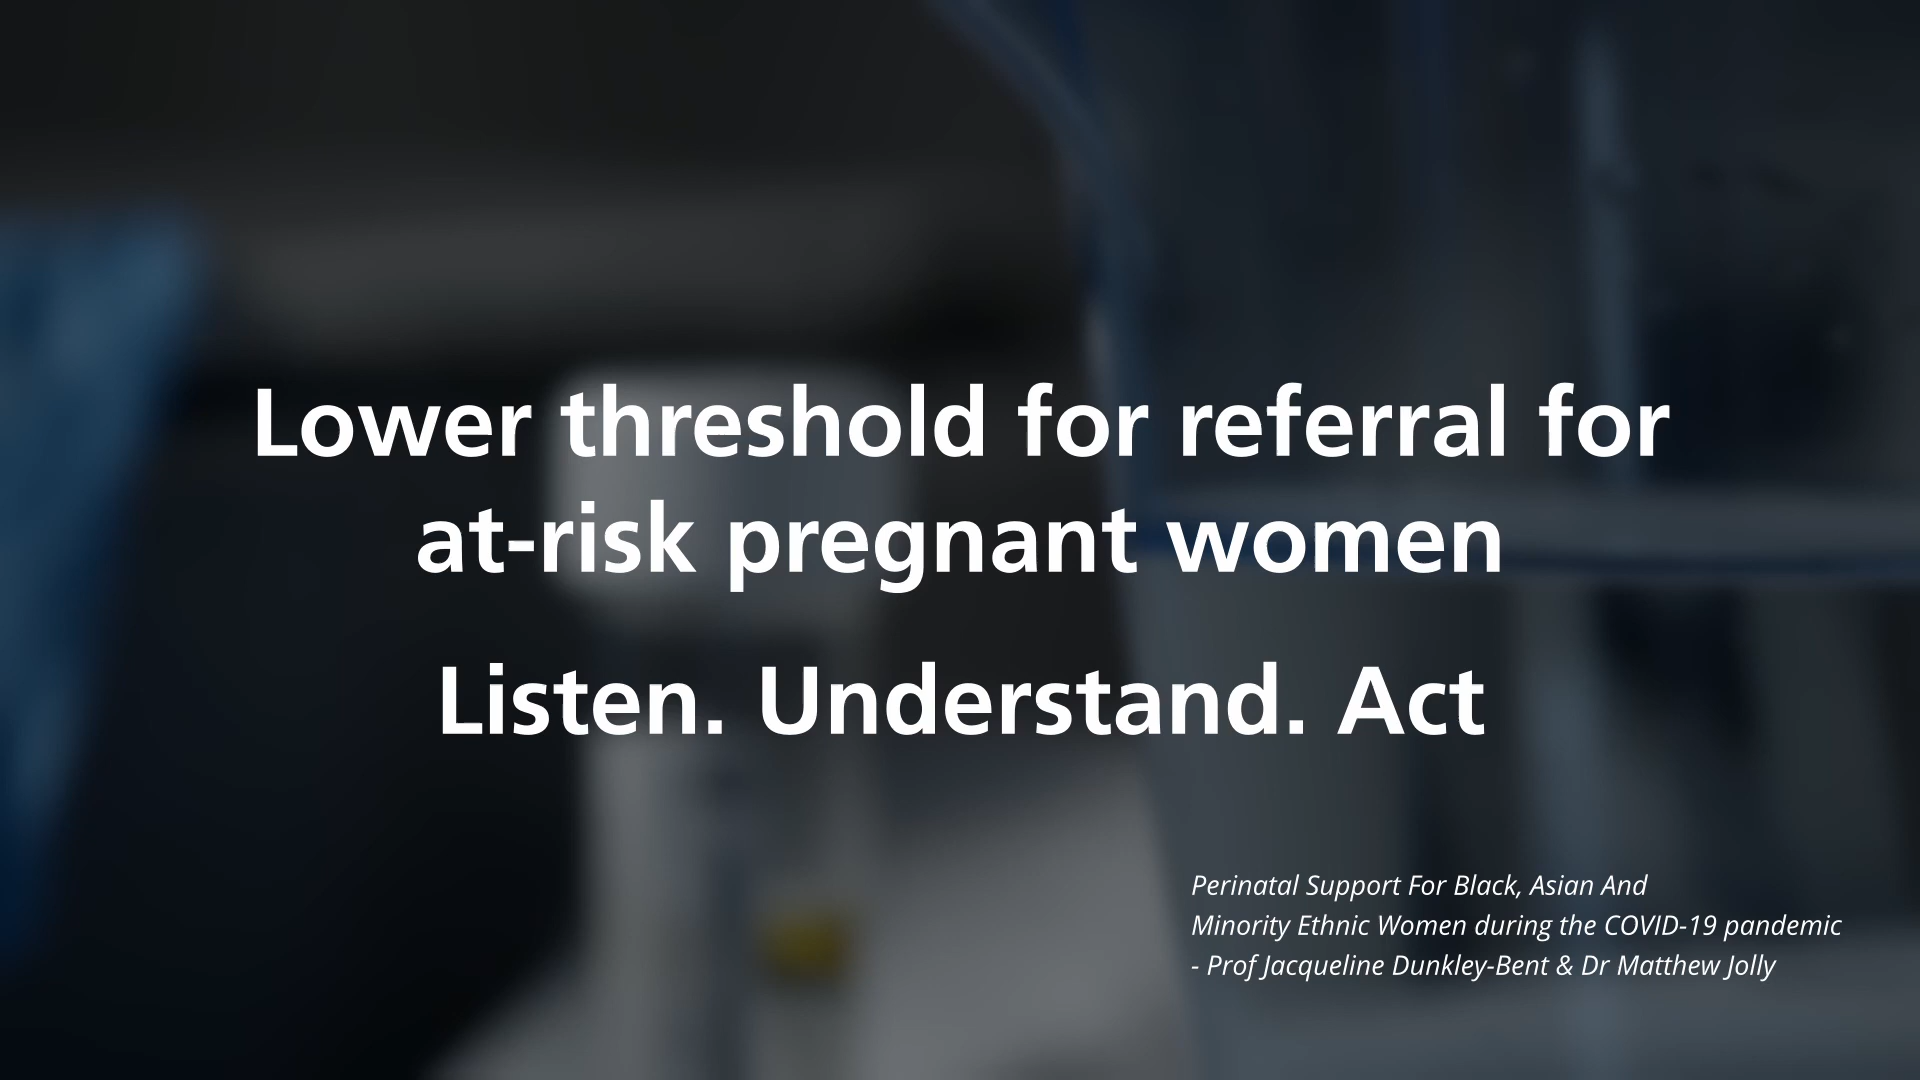 Lower threshold for referral for
at-risk pregnant women
Listen. Understand. Act
Perinatal Support For Black, Asian And
Minority Ethnic Women during the COVID-19 pandemic
- Prof Jacqueline Dunkley-Bent & Dr Matthew Jolly